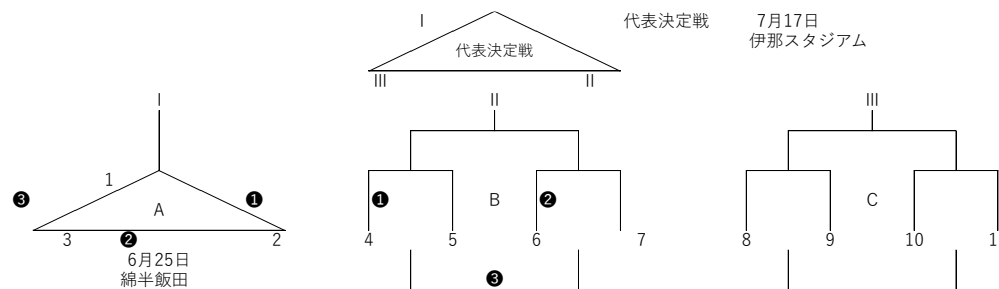 I 代表決定戦 7月17日
伊那スタジアム
代表決定戦
III II
I II III
1
❸ ❶ ❶ ❷
A B C
3 ❷ 2 4 5 6 7 8 9 10 1
6月25日
❸
綿半飯田